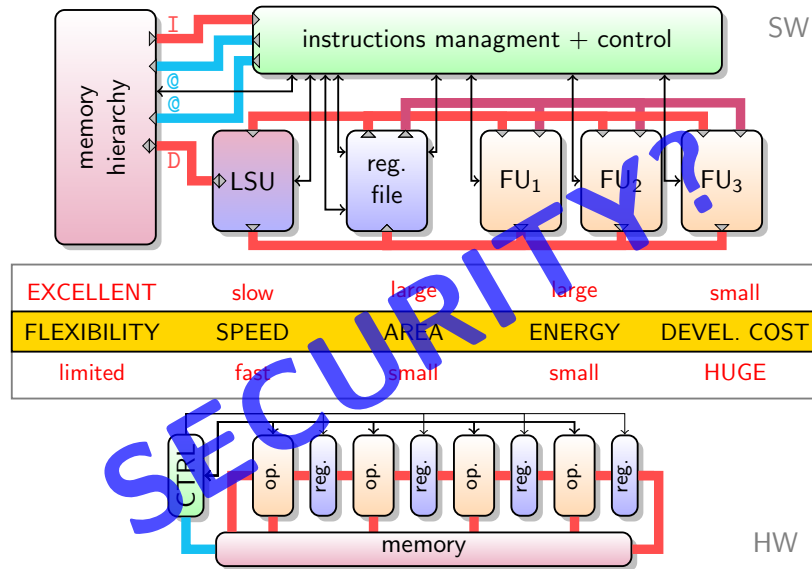 SW
I
instructions managment + control
@
@
memory
hierarchy
D
LSU
reg.
file
FU1
FU2
FU3
EXCELLENT slow large large small
FLEXIBILITY SPEED AREA ENERGY DEVEL. COST
limited fast small small HUGE
SECURITY?
CTRL
op. reg. op. reg. op. reg. op. reg.
memory
HW